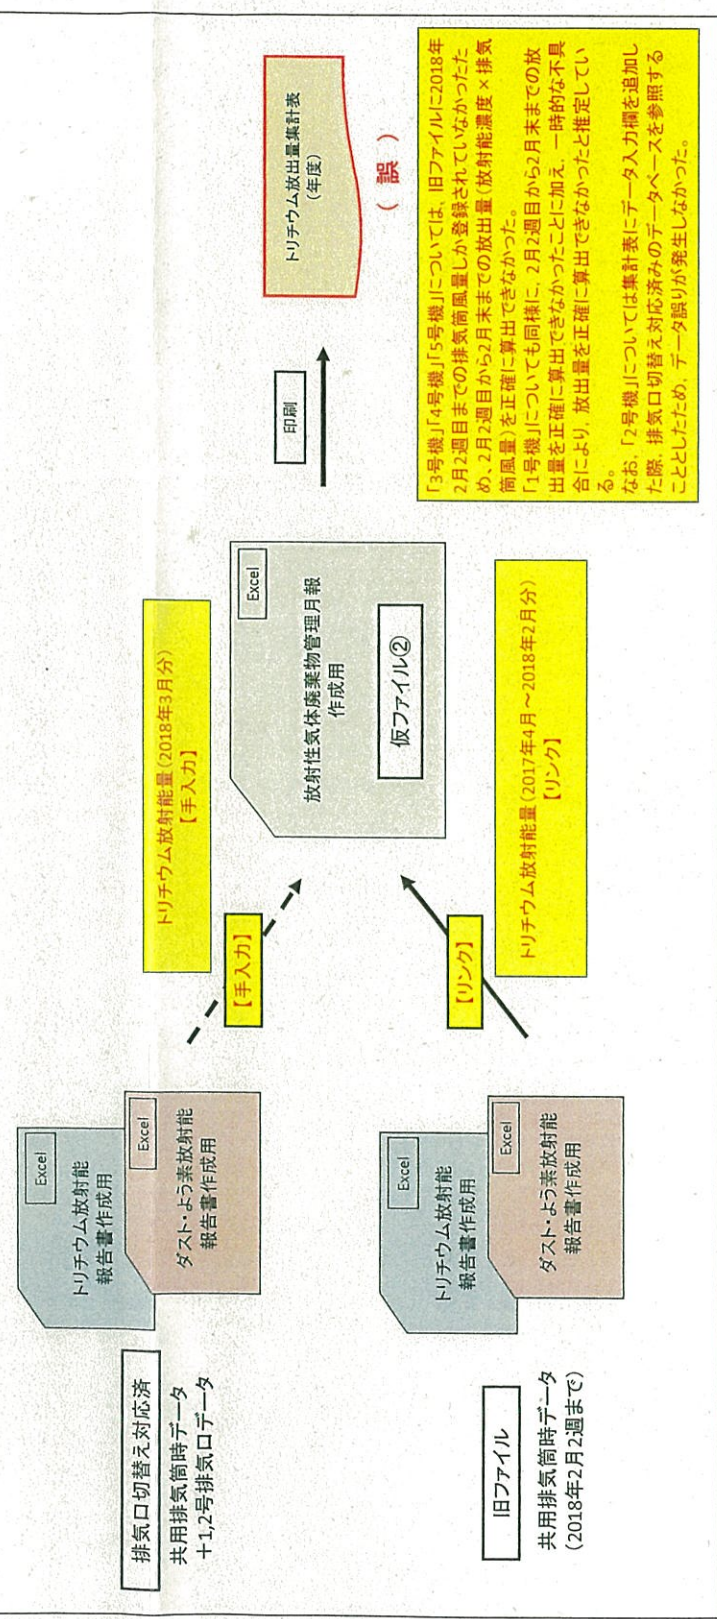 排気口切替え対応済
共用排気筒時データ
+1,2号排気口データ
Excel
トリチウム放射能
報告書作成用
Excel
ダスト・よう素放射能
報告書作成用
旧ファイル
共用排気筒時データ
(2018年2月2週まで)
Excel
トリチウム放射能
報告書作成用
Excel
ダスト・よう素放射能
報告書作成用
【手入力】
トリチウム放射能量(2018年3月分)
【手入力】
【リンク】
トリチウム放射能量(2017年4月～2018年2月分)
【リンク】
Excel
放射性気体廃棄物管理月報
作成用
仮ファイル②
印刷
トリチウム放出量集計表
(年度)
(誤)
「3号機」「4号機」「5号機」については、旧ファイルに2018年
2月2週目までの排気筒風量しか登録されていなかったた
め、2月2週目から2月末までの放出量(放射能濃度×排気
筒風量)を正確に算出できなかった。
「1号機」についても同様に、2月2週目から2月末までの放
出量を正確に算出できなかったことに加え、一時的な不具
合により、放出量を正確に算出できなかったと推定してい
る。
なお、「2号機」については集計表にデータ入力欄を追加し
た際、排気口切替え対応済みのデータベースを参照する
こととしたため、データ誤りが発生しなかった。